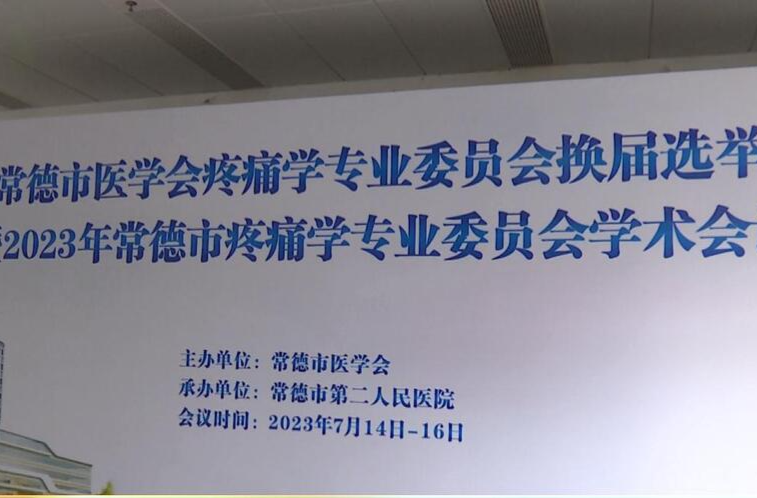 常德市医学会疼痛学专业委员会换届选举
2023年常德市疼痛学专业委员会学术会
主办单位：常德市医学会
承办单位：常德市第二人民医院
会议时间：2023年7月14日-16日